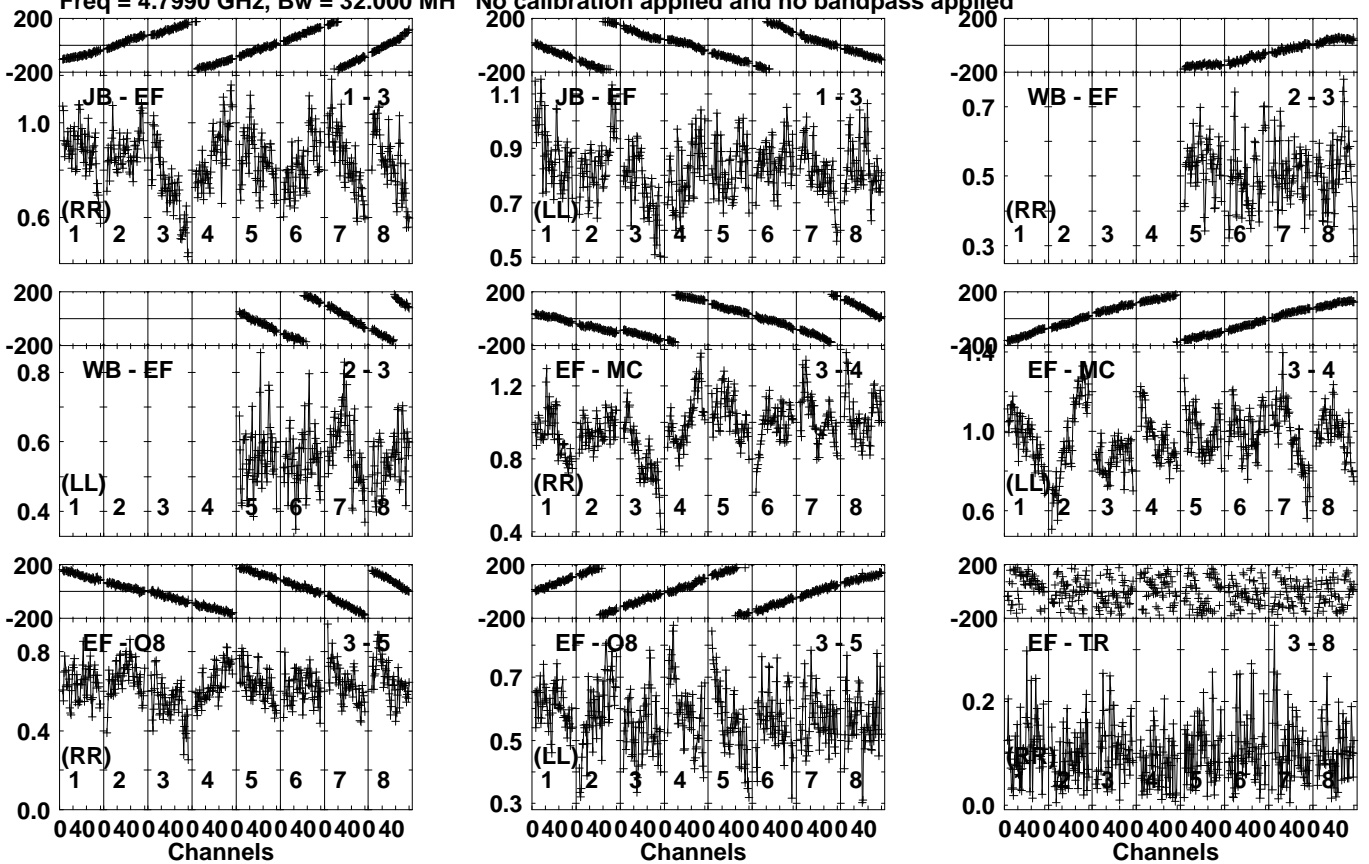 Freq = 4.7990 GHz, Bw = 32.000 MH No calibration applied and no bandpass applied
200
-200
JB - EF
1 - 3
1.0
0.6
(RR)
1 2 3 4 5 6 7 8
200
-200
JB - EF
1 - 3
1.1
0.9
0.7
0.5
(LL)
1 2 3 4 5 6 7 8
200
-200
WB - EF
2 - 3
0.7
0.5
0.3
(RR)
1 2 3 4 5 6 7 8
200
-200
WB - EF
2 - 3
0.8
0.6
0.4
(LL)
1 2 3 4 5 6 7 8
200
-200
EF - MC
3 - 4
1.2
0.8
0.4
(RR)
1 2 3 4 5 6 7 8
200
-200
1.4
EF - MC
3 - 4
1.0
0.6
(LL)
1 2 3 4 5 6 7 8
200
-200
EF - O8
3 - 5
0.8
0.4
0.0
(RR)
1 2 3 4 5 6 7 8
0 40 0 40 0 40 0 40 0 40 0 40 0 40 0 40
Channels
200
-200
EF - O8
3 - 5
0.7
0.5
0.3
(LL)
1 2 3 4 5 6 7 8
0 40 0 40 0 40 0 40 0 40 0 40 0 40 0 40
Channels
200
-200
EF - TR
3 - 8
0.2
0.0
(RR)
1 2 3 4 5 6 7 8
0 40 0 40 0 40 0 40 0 40 0 40 0 40 0 40
Channels